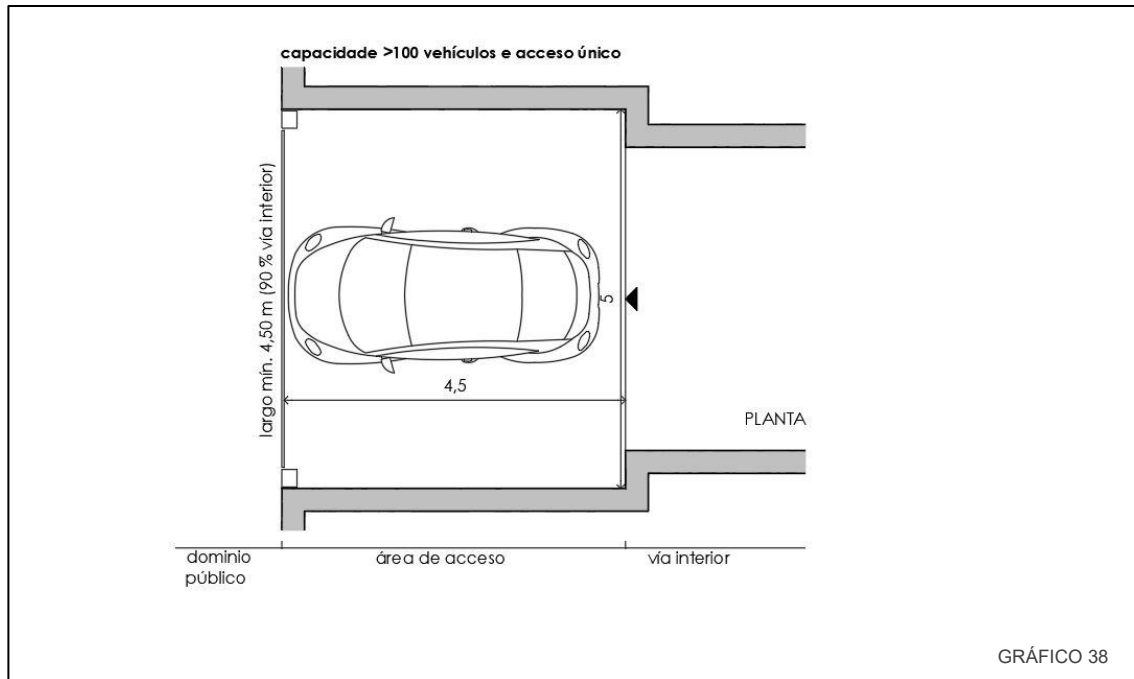 capacidade >100 vehículos e acceso único
largo mín. 4,50 m (90 % vía interior)
5
4,5
PLANTA
dominio
público
área de acceso
vía interior
GRÁFICO 38